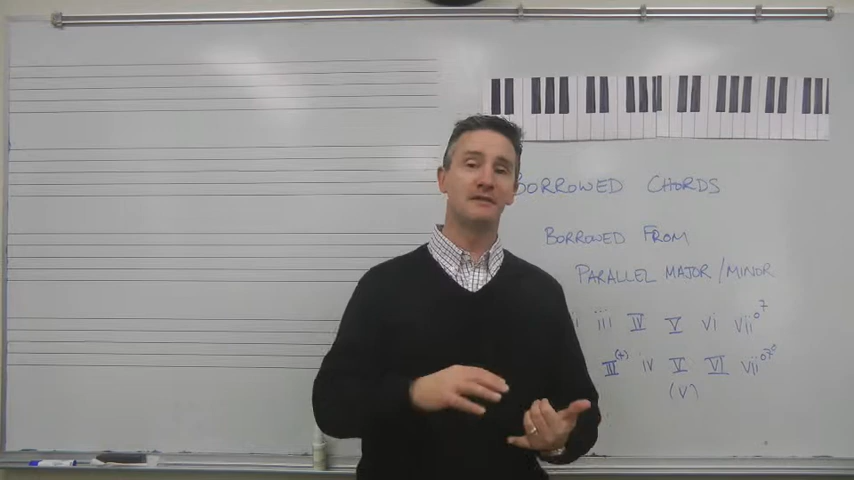 BORROWED CHORDS
BORROWED FROM
PARALLEL MAJOR/MINOR
iii IV V vi vii°7
III(+) iv V VI vii°7
(v)